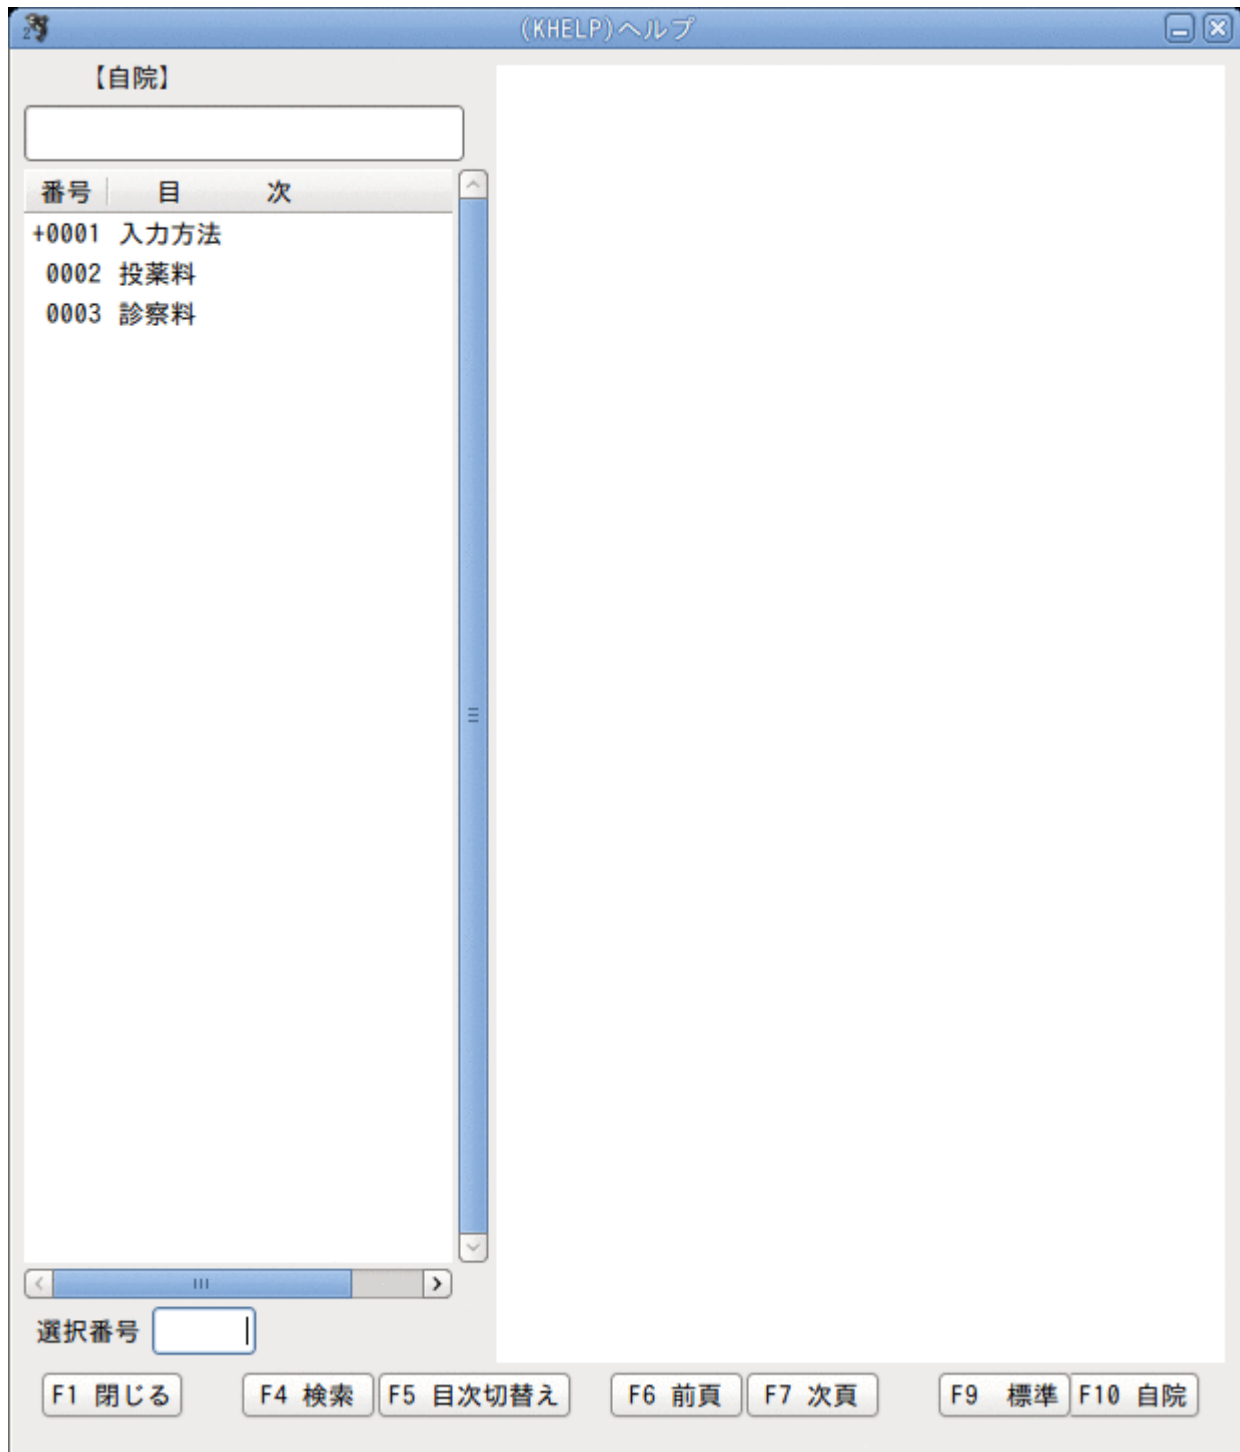 (KHELP)ヘルプ
【自院】
番号 目 次
+0001 入力方法
0002 投薬料
0003 診察料
選択番号
F1 閉じる F4 検索 F5 目次切替え F6 前頁 F7 次頁 F9 標準 F10 自院